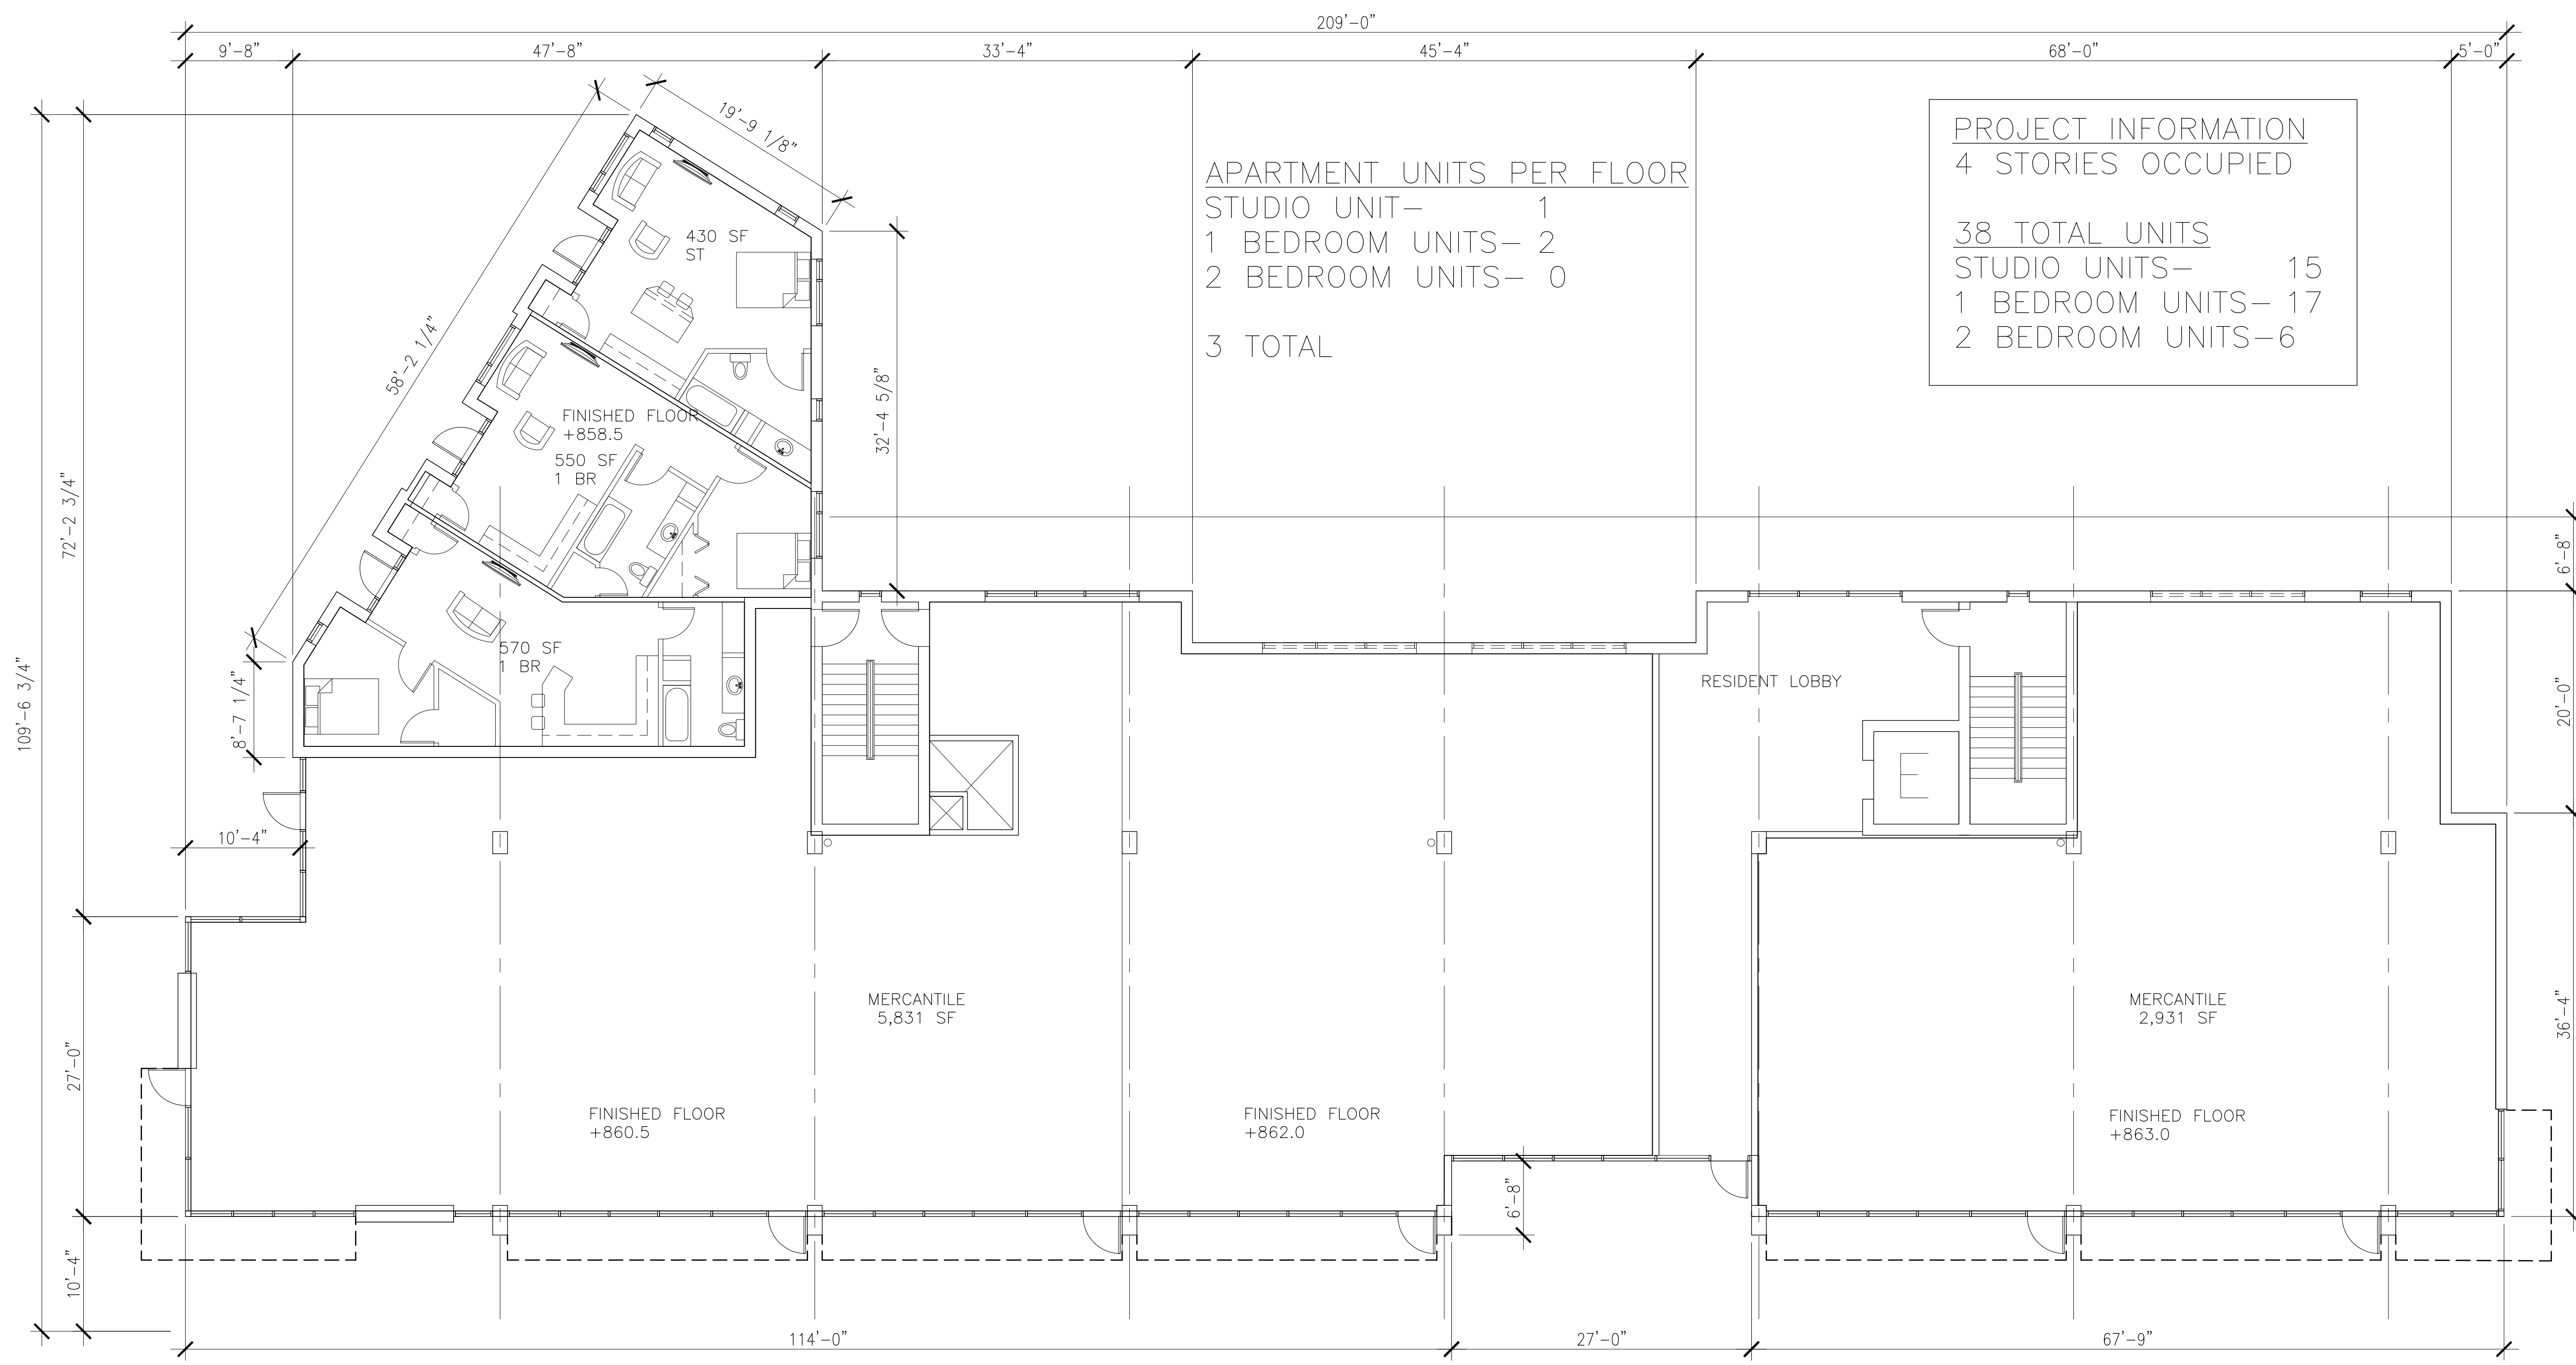 209'-0"
9'-8"
47'-8"
33'-4"
45'-4"
68'-0"
5'-0"
19'-9 1/8"
58'-2 1/4"
32'-4 5/8"
72'-2 3/4"
109'-6 3/4"
8'-7 1/4"
10'-4"
27'-0"
10'-4"
APARTMENT UNITS PER FLOOR
STUDIO UNIT- 1
1 BEDROOM UNITS- 2
2 BEDROOM UNITS- 0
3 TOTAL
PROJECT INFORMATION
4 STORIES OCCUPIED
38 TOTAL UNITS
STUDIO UNITS- 15
1 BEDROOM UNITS- 17
2 BEDROOM UNITS-6
430 SF
ST
FINISHED FLOOR
+858.5
550 SF
1 BR
570 SF
1 BR
RESIDENT LOBBY
E
6'-8"
20'-0"
36'-4"
MERCANTILE
5,831 SF
MERCANTILE
2,931 SF
FINISHED FLOOR
+860.5
FINISHED FLOOR
+862.0
FINISHED FLOOR
+863.0
6'-8"
114'-0"
27'-0"
67'-9"